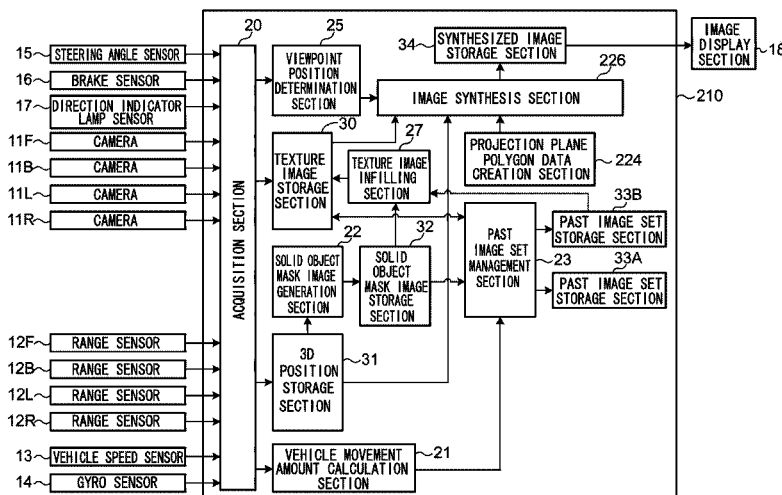 15
STEERING ANGLE SENSOR
16
BRAKE SENSOR
17
DIRECTION INDICATOR
LAMP SENSOR
11F
CAMERA
11B
CAMERA
11L
CAMERA
11R
CAMERA
12F
RANGE SENSOR
12B
RANGE SENSOR
12L
RANGE SENSOR
12R
RANGE SENSOR
13
VEHICLE SPEED SENSOR
14
GYRO SENSOR
20
ACQUISITION SECTION
25
VIEWPOINT
POSITION
DETERMINATION
SECTION
34
SYNTHESIZED IMAGE
STORAGE SECTION
IMAGE
DISPLAY
SECTION
18
226
IMAGE SYNTHESIS SECTION
210
30
TEXTURE
IMAGE
STORAGE
SECTION
27
TEXTURE IMAGE
INFILLING
SECTION
PROJECTION PLANE
POLYGON DATA
CREATION SECTION
224
22
SOLID OBJECT
MASK IMAGE
GENERATION
SECTION
32
SOLID OBJECT
MASK IMAGE
STORAGE
SECTION
PAST
IMAGE SET
MANAGEMENT
SECTION
23
33B
PAST IMAGE SET
STORAGE SECTION
33A
PAST IMAGE SET
STORAGE SECTION
3D
POSITION
STORAGE
SECTION
31
VEHICLE MOVEMENT
AMOUNT CALCULATION
SECTION
21